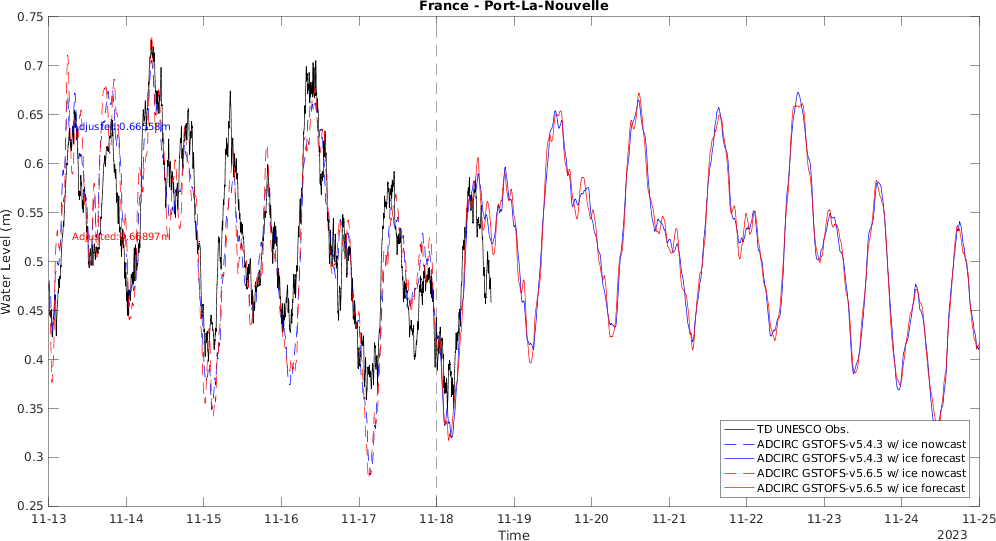 France - Port-La-Nouvelle
0.75
0.7
0.65
0.6
0.55
0.5
0.45
0.4
0.35
0.3
0.25
Water Level (m)
Adjusted:0.66558m
Adjusted:0.66897m
TD UNESCO Obs.
ADCIRC GSTOFS-v5.4.3 w/ ice nowcast
ADCIRC GSTOFS-v5.4.3 w/ ice forecast
ADCIRC GSTOFS-v5.6.5 w/ ice nowcast
ADCIRC GSTOFS-v5.6.5 w/ ice forecast
11-13 11-14 11-15 11-16 11-17 11-18 11-19 11-20 11-21 11-22 11-23 11-24 11-25
Time
2023